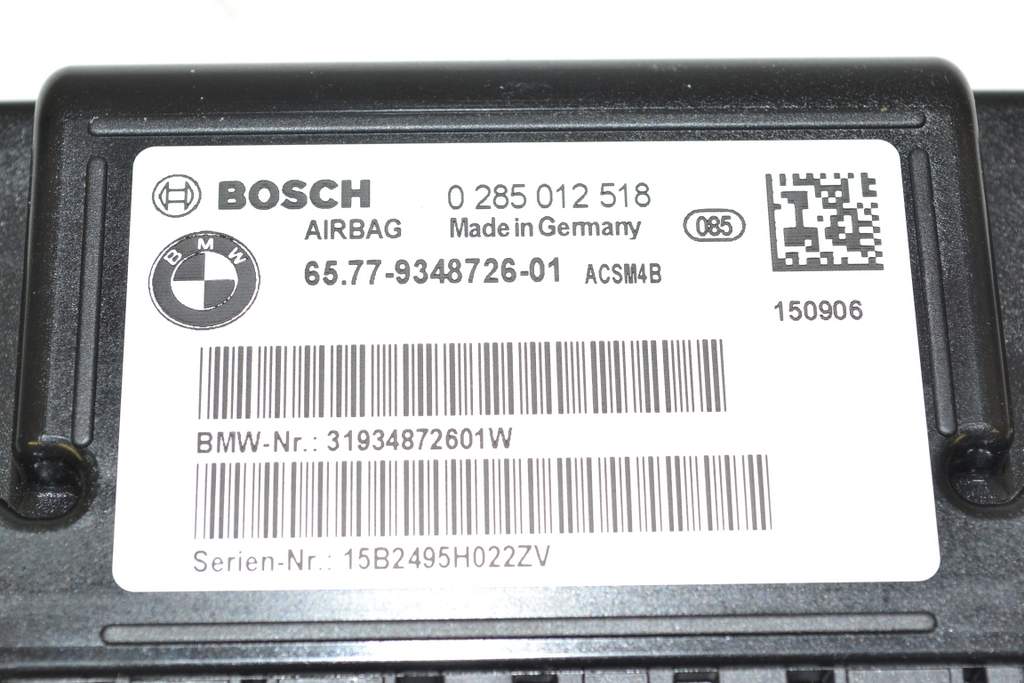 BOSCH 0 285 012 518
AIRBAG Made in Germany 085
BMW
65.77-9348726-01 ACSM4B
150906
BMW-Nr.: 31934872601W
Serien-Nr.: 15B2495H022ZV